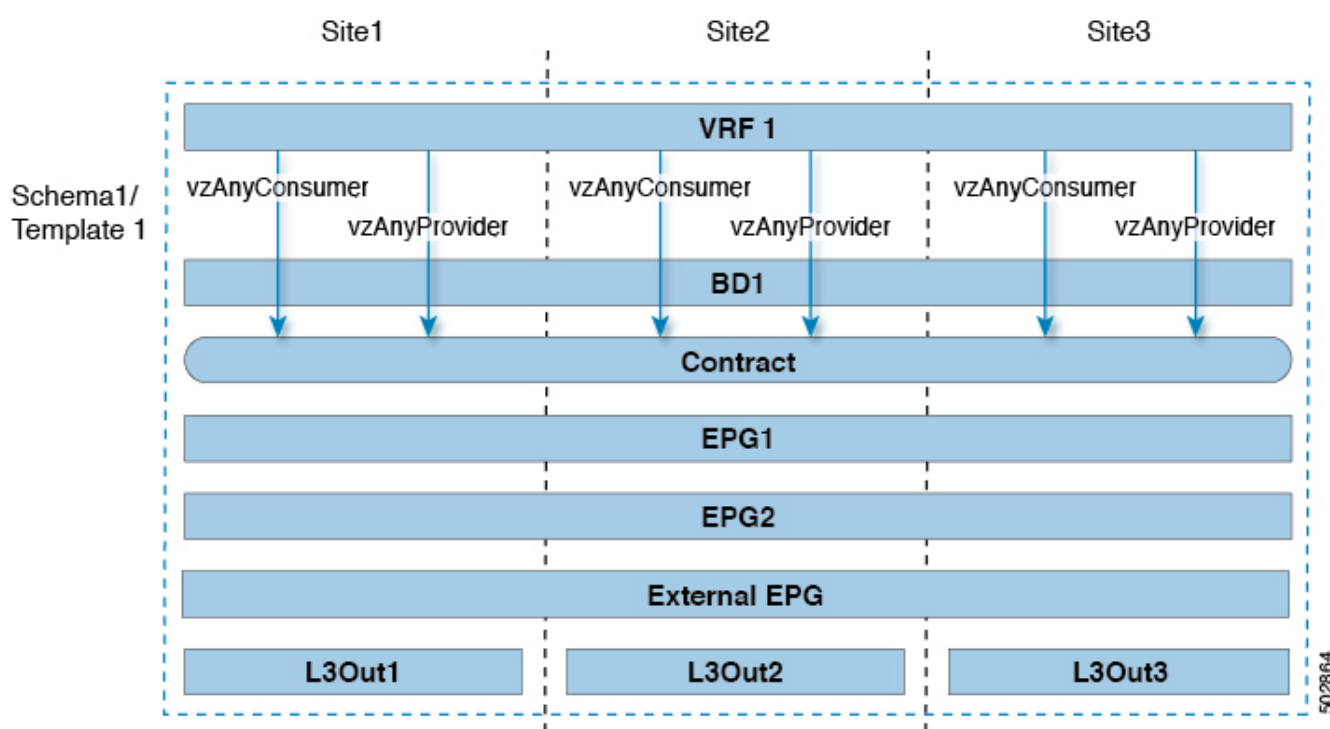 Site1 Site2 Site3
VRF 1
Schema1/
Template 1
vzAnyConsumer vzAnyConsumer vzAnyConsumer
vzAnyProvider vzAnyProvider vzAnyProvider
BD1
Contract
EPG1
EPG2
External EPG
L3Out1 L3Out2 L3Out3
502864